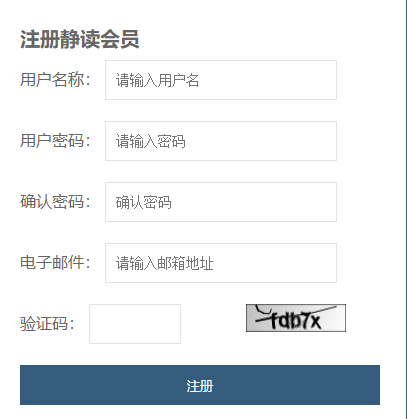 注册静读会员
用户名称： 请输入用户名
用户密码： 请输入密码
确认密码： 确认密码
电子邮件： 请输入邮箱地址
验证码： fdb7x
注册